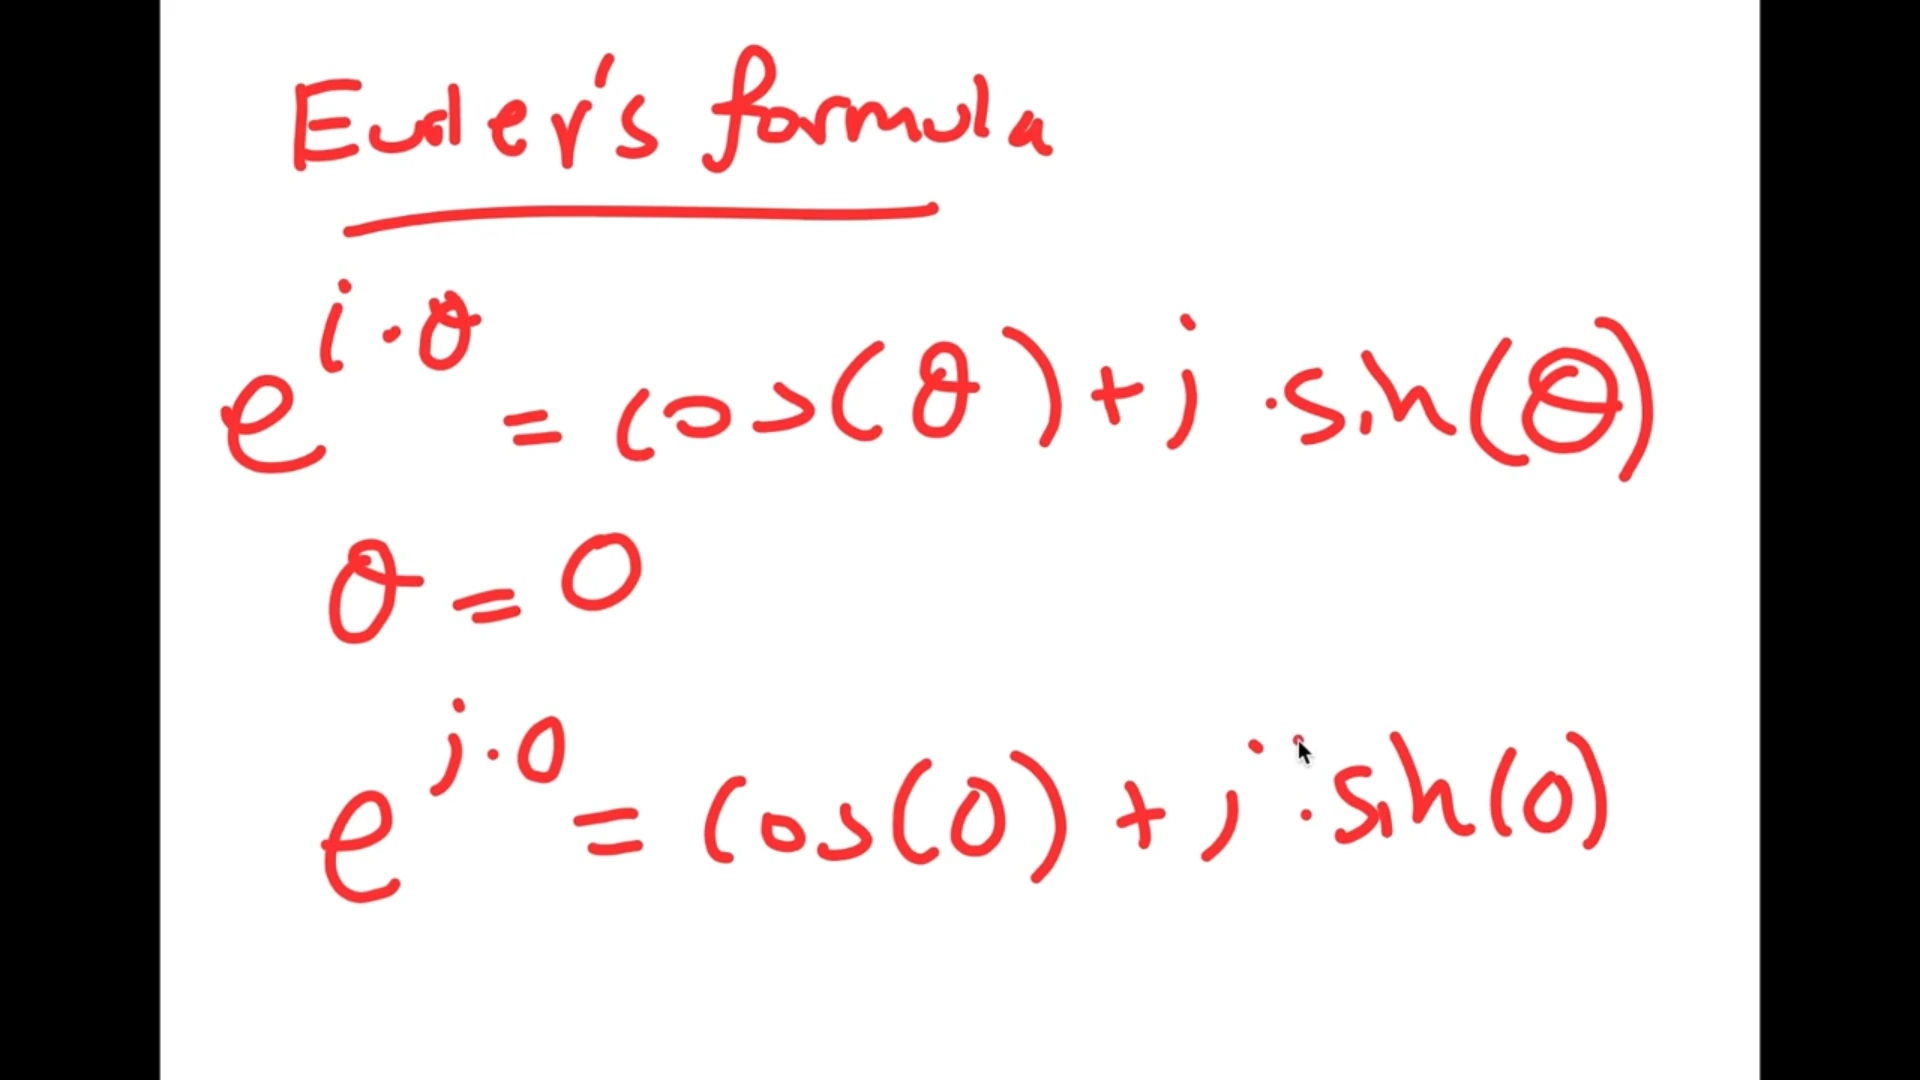 Euler's formula
e^{i·θ} = cos(θ) + j·sin(θ)
θ = 0
e^{j·0} = cos(0) + j·sin(0)